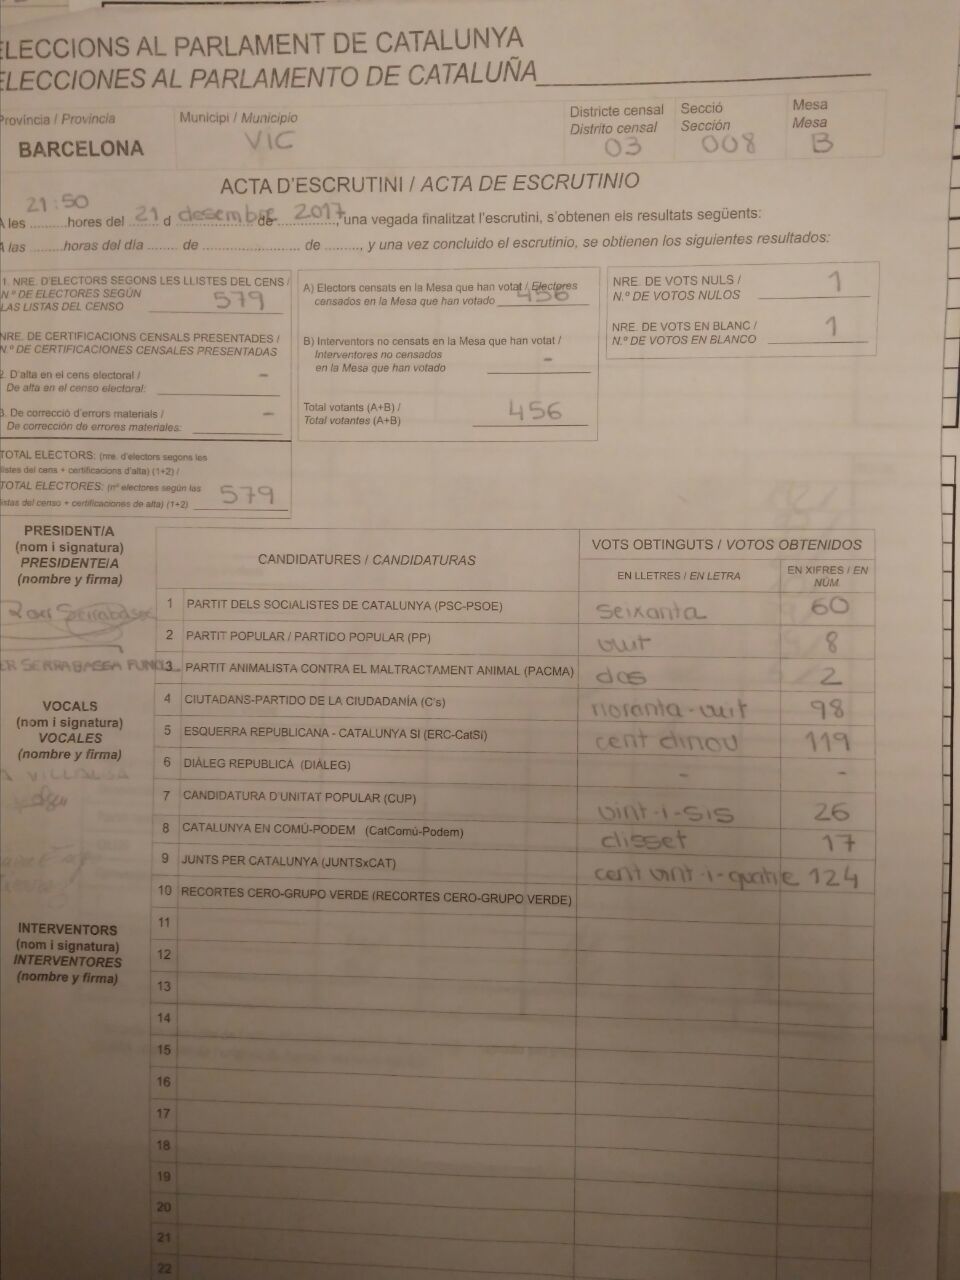 ELECCIONS AL PARLAMENT DE CATALUNYA
ELECCIONES AL PARLAMENTO DE CATALUÑA
Província / Provincia
BARCELONA
Municipi / Municipio
VIC
Districte censal
Distrito censal
03
Secció
Sección
008
Mesa
Mesa
B
ACTA D'ESCRUTINI / ACTA DE ESCRUTINIO
A les 21:50 hores del 21 d desembre de 2017, una vegada finalitzat l'escrutini, s'obtenen els resultats següents:
A las ........horas del día ........ de ........................ de ........., y una vez concluido el escrutinio, se obtienen los siguientes resultados:
1. NRE. D'ELECTORS SEGONS LES LLISTES DEL CENS /
N.º DE ELECTORES SEGÚN
LAS LISTAS DEL CENSO 579
NRE. DE CERTIFICACIONS CENSALS PRESENTADES /
N.º DE CERTIFICACIONES CENSALES PRESENTADAS
2. D'alta en el cens electoral /
De alta en el censo electoral: -
3. De correcció d'errors materials /
De corrección de errores materiales: -
TOTAL ELECTORS: (nre. d'electors segons les
llistes del cens + certificacions d'alta) (1+2) /
TOTAL ELECTORES: (nº electores según las
listas del censo + certificaciones de alta) (1+2) 579
A) Electors censats en la Mesa que han votat / Electores
censados en la Mesa que han votado 456
B) Interventors no censats en la Mesa que han votat /
Interventores no censados
en la Mesa que han votado -
Total votants (A+B) /
Total votantes (A+B) 456
NRE. DE VOTS NULS /
N.º DE VOTOS NULOS 1
NRE. DE VOTS EN BLANC /
N.º DE VOTOS EN BLANCO 1
PRESIDENT/A
(nom i signatura)
PRESIDENTE/A
(nombre y firma)
SERRABASSA
VOCALS
(nom i signatura)
VOCALES
(nombre y firma)
INTERVENTORS
(nom i signatura)
INTERVENTORES
(nombre y firma)
CANDIDATURES / CANDIDATURAS
VOTS OBTINGUTS / VOTOS OBTENIDOS
EN LLETRES / EN LETRA
EN XIFRES / EN
NÚM.
1 PARTIT DELS SOCIALISTES DE CATALUNYA (PSC-PSOE) seixanta 60
2 PARTIT POPULAR / PARTIDO POPULAR (PP) vuit 8
3 PARTIT ANIMALISTA CONTRA EL MALTRACTAMENT ANIMAL (PACMA) dos 2
4 CIUTADANS-PARTIDO DE LA CIUDADANÍA (C's) noranta-vuit 98
5 ESQUERRA REPUBLICANA - CATALUNYA SI (ERC-CatSí) cent dinou 119
6 DIÀLEG REPUBLICÀ (DIÀLEG) - -
7 CANDIDATURA D'UNITAT POPULAR (CUP) vint-i-sis 26
8 CATALUNYA EN COMÚ-PODEM (CatComú-Podem) disset 17
9 JUNTS PER CATALUNYA (JUNTSxCAT) cent vint-i-quatre 124
10 RECORTES CERO-GRUPO VERDE (RECORTES CERO-GRUPO VERDE)
11
12
13
14
15
16
17
18
19
20
21
22